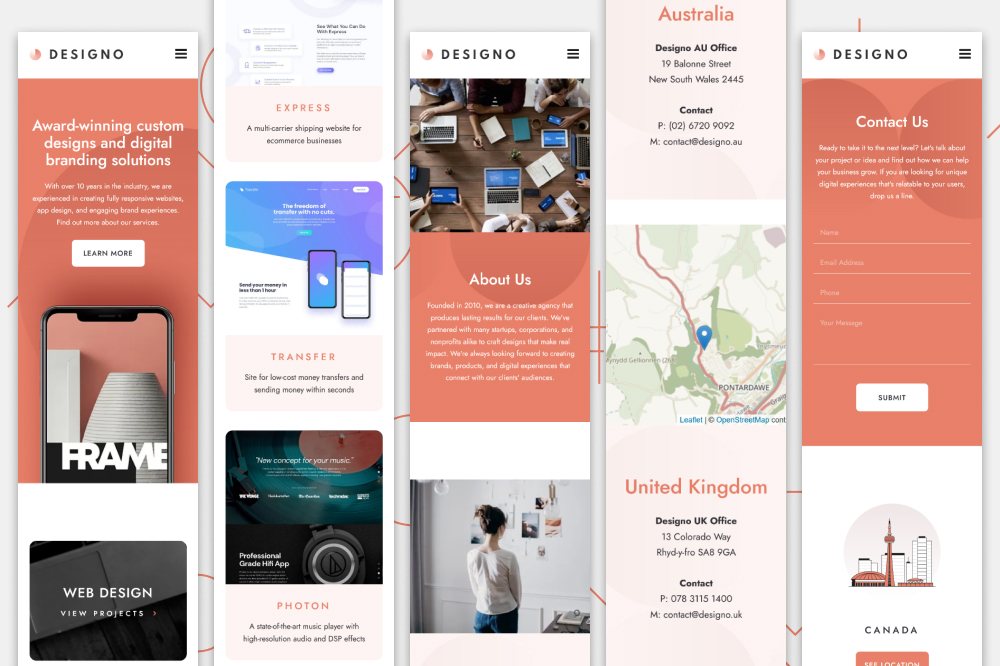 DESIGNO
Award-winning custom
designs and digital
branding solutions
With over 10 years in the industry, we are
experienced in creating fully responsive websites,
app design, and engaging brand experiences.
Find out more about our services.
LEARN MORE
FRAME
WEB DESIGN
VIEW PROJECTS >
See What You Can Do
With Express
EXPRESS
A multi-carrier shipping website for
ecommerce businesses
The freedom of
transfer with no cuts.
Send your money in
less than 1 hour
TRANSFER
Site for low-cost money transfers and
sending money within seconds
"New concept for your music."
Professional
Grade Hifi App
PHOTON
A state-of-the-art music player with
high-resolution audio and DSP effects
DESIGNO
About Us
Founded in 2010, we are a creative agency that
produces lasting results for our clients. We've
partnered with many startups, corporations, and
nonprofits alike to craft designs that make real
impact. We're always looking forward to creating
brands, products, and digital experiences that
connect with our clients' audiences.
Australia
Designo AU Office
19 Balonne Street
New South Wales 2445
Contact
P: (02) 6720 9092
M: contact@designo.au
PONTARDAWE
Leaflet | © OpenStreetMap cont
United Kingdom
Designo UK Office
13 Colorado Way
Rhyd-y-fro SA8 9GA
Contact
P: 078 3115 1400
M: contact@designo.uk
DESIGNO
Contact Us
Ready to take it to the next level? Let's talk about
your project or idea and find out how we can help
your business grow. If you are looking for unique
digital experiences that's relatable to your users,
drop us a line.
Name
Email Address
Phone
Your Message
SUBMIT
CANADA
SEE LOCATION